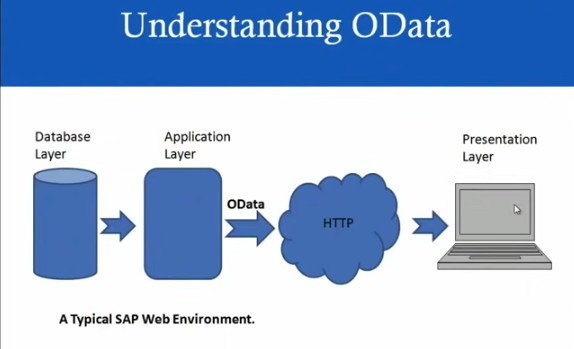 Understanding OData
Database
Layer
Application
Layer
Presentation
Layer
OData
HTTP
A Typical SAP Web Environment.